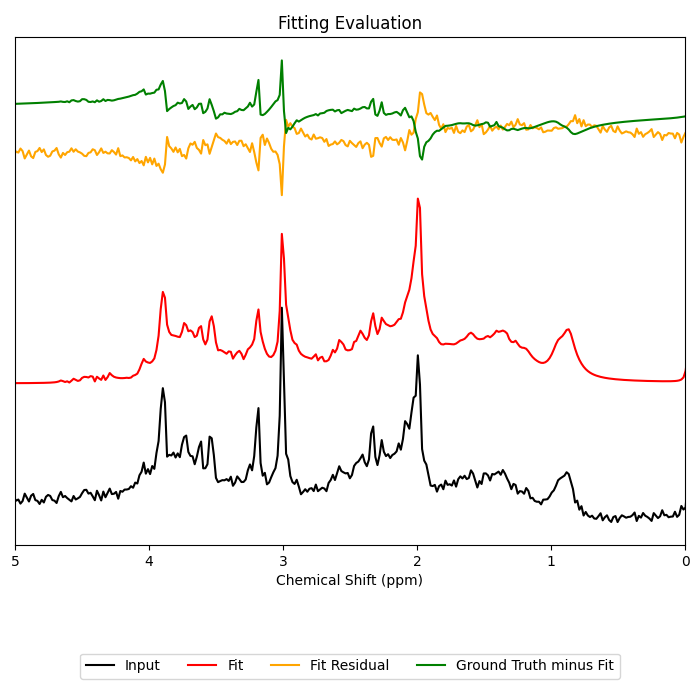 Fitting Evaluation
5 4 3 2 1 0
Chemical Shift (ppm)
Input Fit Fit Residual Ground Truth minus Fit